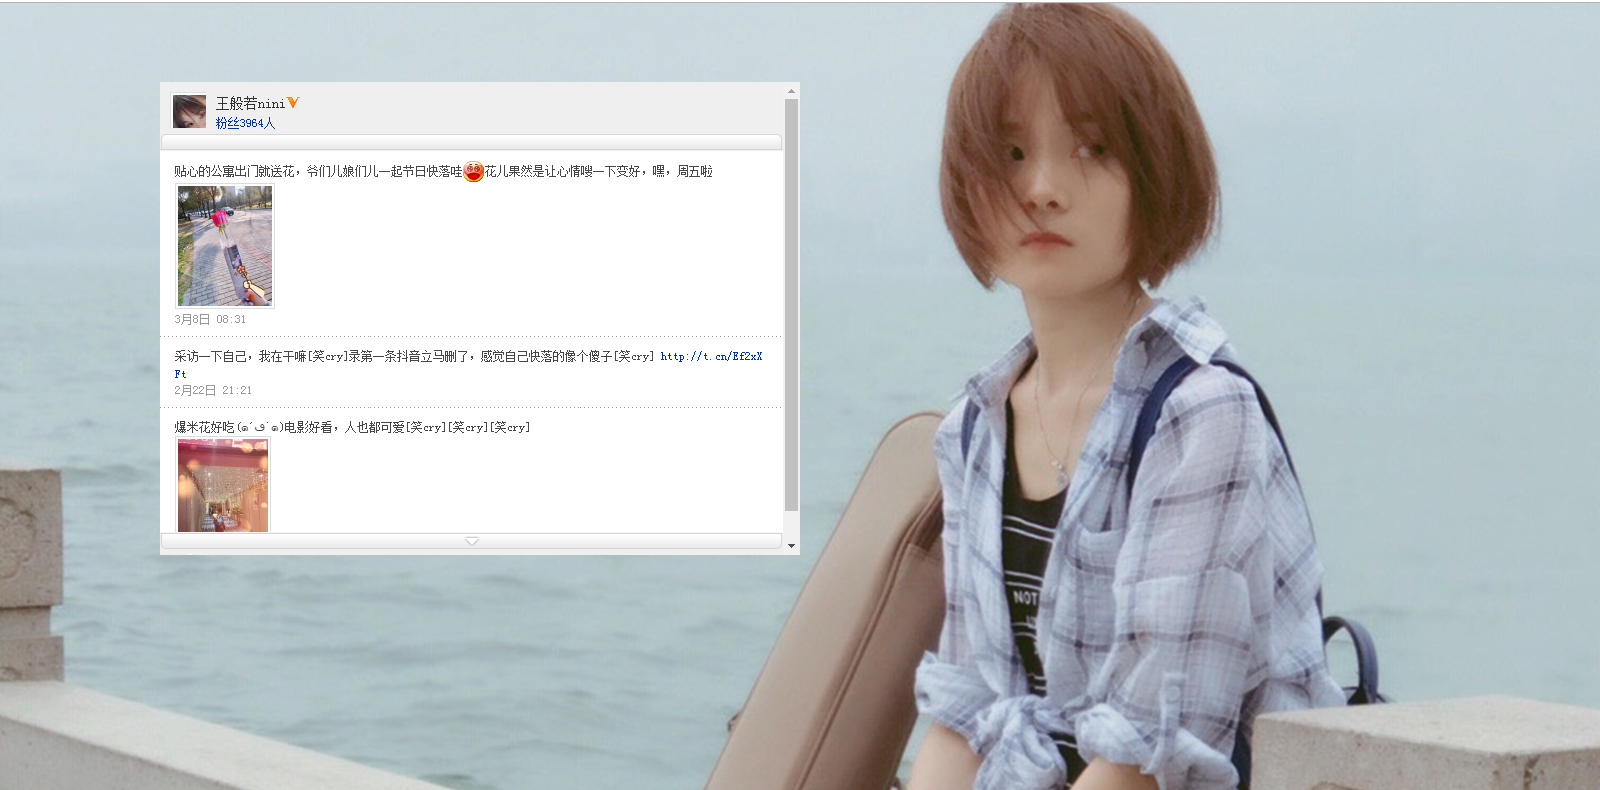 王般若nini
粉丝3964人
贴心的公寓出门就送花，爷们儿娘们儿一起节日快落哇花儿果然是让心情嗖一下变好，嘿，周五啦
3月8日 08:31
采访一下自己，我在干嘛[笑cry]录第一条抖音立马删了，感觉自己快落的像个傻子[笑cry] http://t.cn/Ef2xX
Ft
2月22日 21:21
爆米花好吃(๑´ڡ`๑)电影好看，人也都可爱[笑cry][笑cry][笑cry]
NOT